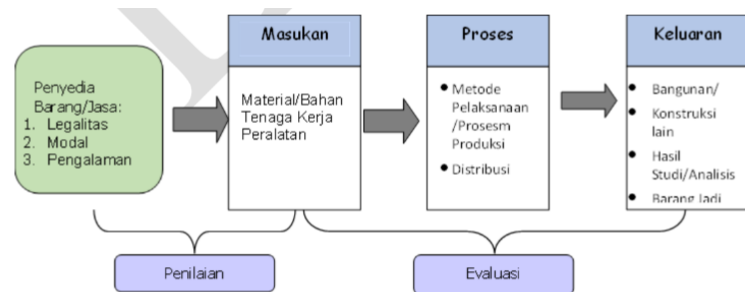 Penyedia
Barang/Jasa:
1. Legalitas
2. Modal
3. Pengalaman
Masukan
Material/Bahan
Tenaga Kerja
Peralatan
Proses
• Metode
Pelaksanaan
/Prosesm
Produksi
• Distribusi
Keluaran
• Bangunan/
• Konstruksi
lain
• Hasil
Studi/Analisis
• Barang Jadi
Penilaian
Evaluasi